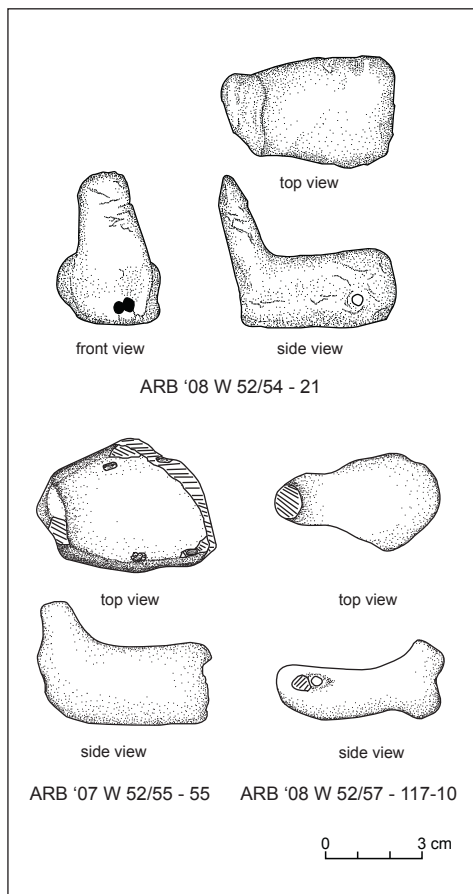 top view
front view
side view
ARB ‘08 W 52/54 - 21
top view
top view
side view
side view
ARB ‘07 W 52/55 - 55
ARB ‘08 W 52/57 - 117-10
0
3 cm